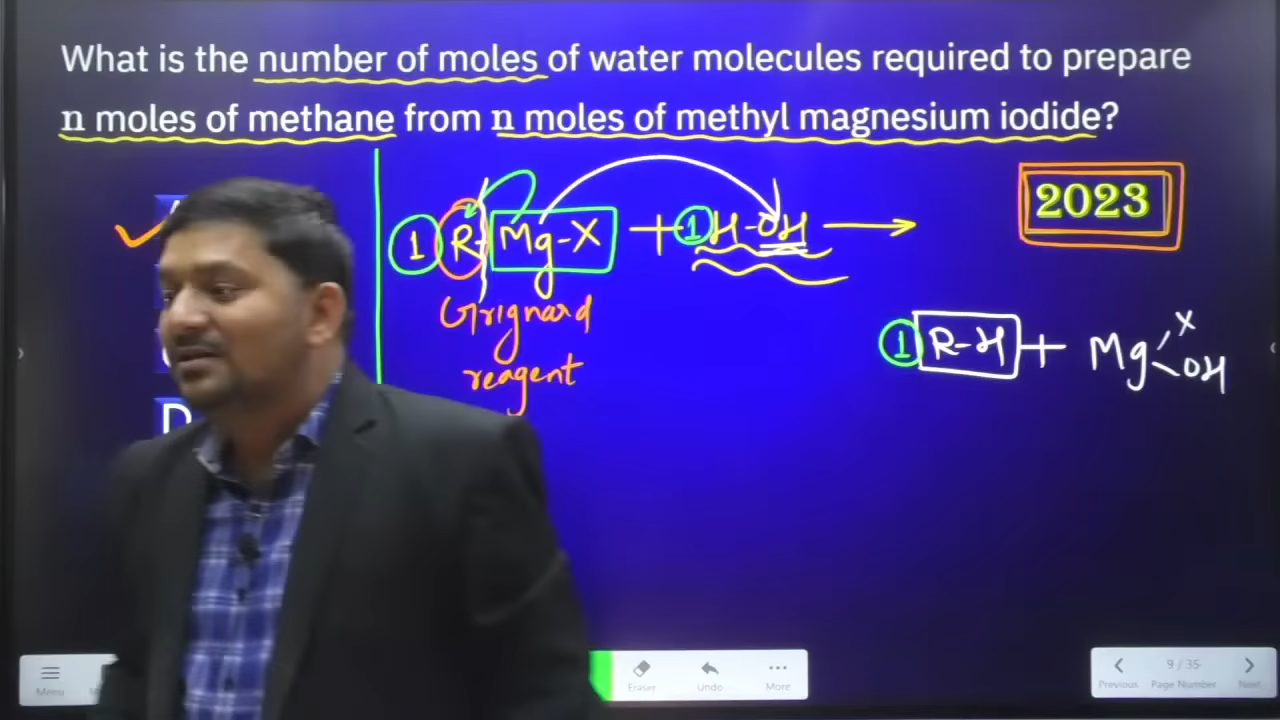 What is the number of moles of water molecules required to prepare
n moles of methane from n moles of methyl magnesium iodide?
2023
1 R-Mg-X + 1 H-OH →
Grignard
reagent
1 R-H + Mg
X
OH
D
Menu
Eraser
Undo
More
9 / 35
Previous
Page Number
Next